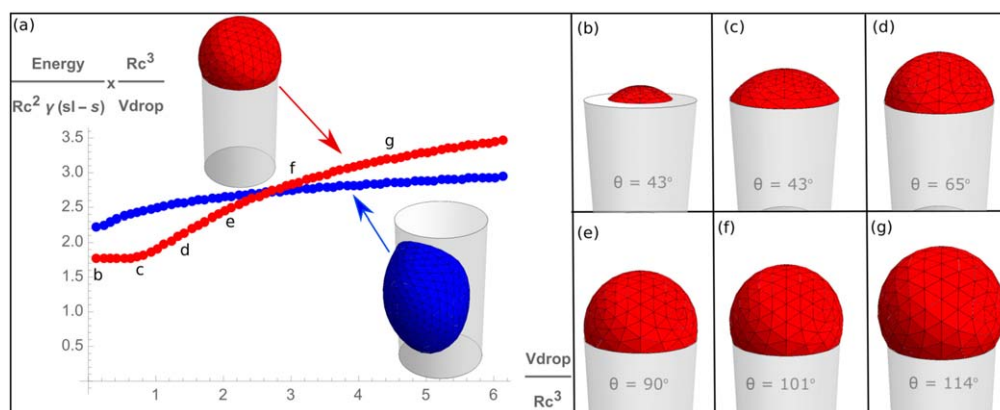 (a)
Energy Rc³
x
Rc² γ (sl – s) Vdrop
3.5
3.0
2.5
2.0
1.5
1.0
0.5
b
c
d
e
f
g
1 2 3 4 5 6
Vdrop
Rc³
(b)
θ = 43°
(c)
θ = 43°
(d)
θ = 65°
(e)
θ = 90°
(f)
θ = 101°
(g)
θ = 114°